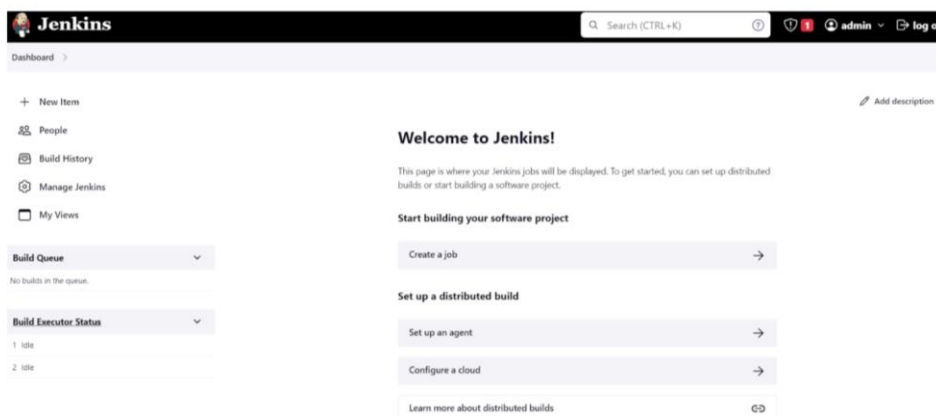 Jenkins
Search (CTRL+K)
1
admin
log o
Dashboard
New Item
People
Build History
Manage Jenkins
My Views
Build Queue
No builds in the queue.
Build Executor Status
1 Idle
2 Idle
Add description
Welcome to Jenkins!
This page is where your Jenkins jobs will be displayed. To get started, you can set up distributed
builds or start building a software project.
Start building your software project
Create a job
Set up a distributed build
Set up an agent
Configure a cloud
Learn more about distributed builds